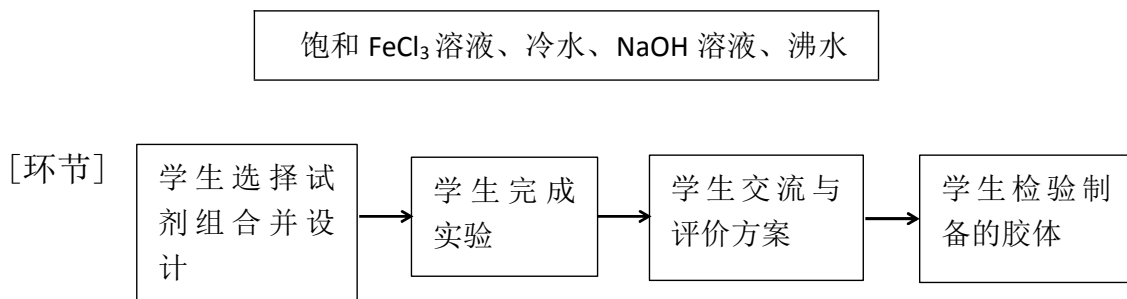 饱和 FeCl₃ 溶液、冷水、NaOH 溶液、沸水
[环节]
学生选择试
剂组合并设
计
学生完成
实验
学生交流与
评价方案
学生检验制
备的胶体